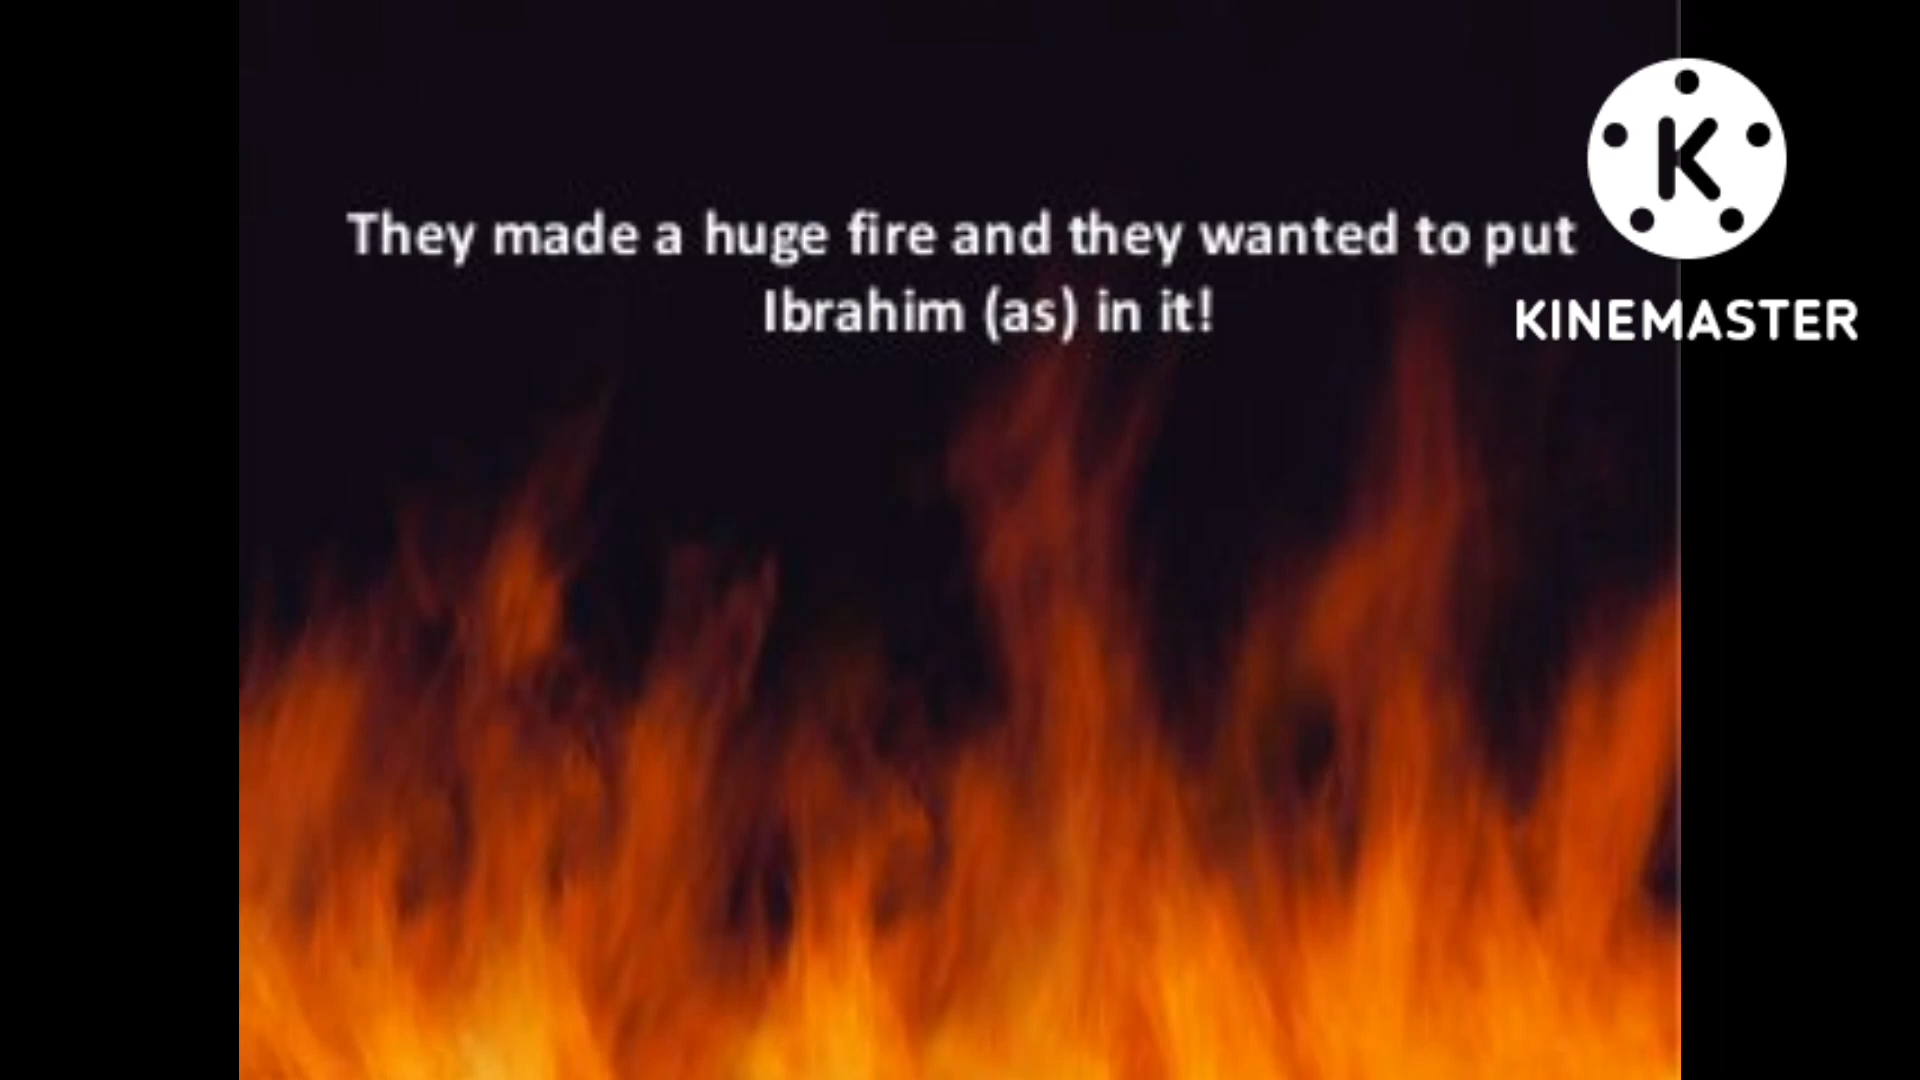 They made a huge fire and they wanted to put
Ibrahim (as) in it!
K
KINEMASTER